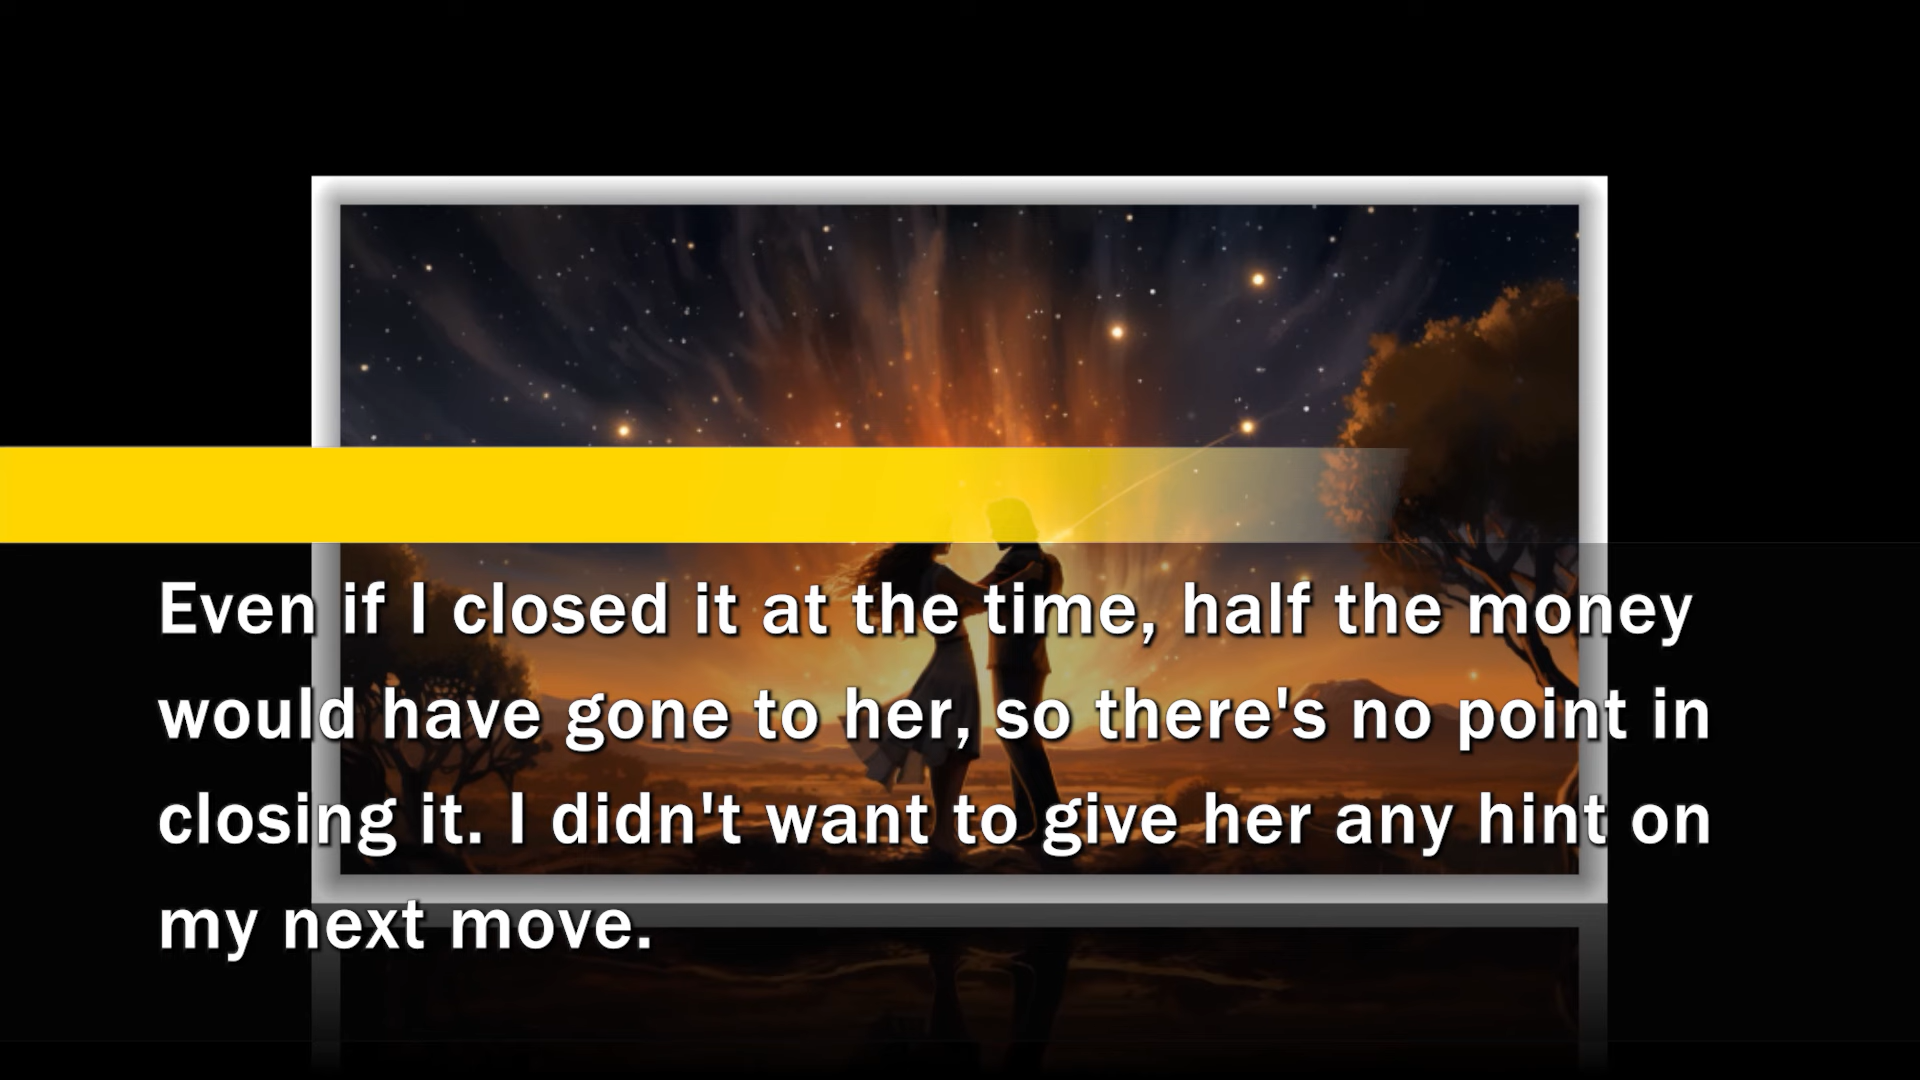 Even if I closed it at the time, half the money
would have gone to her, so there's no point in
closing it. I didn't want to give her any hint on
my next move.